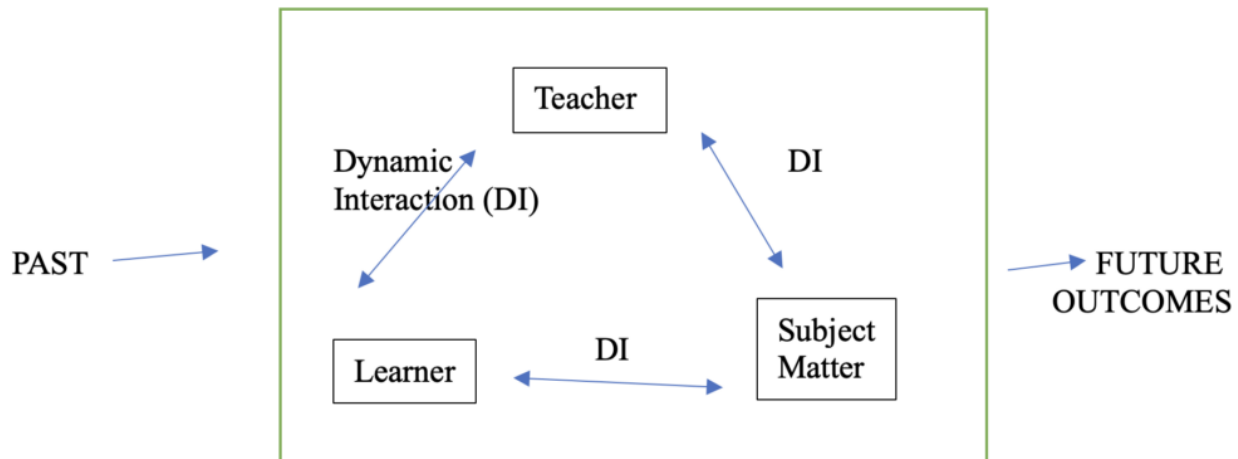 Teacher
Dynamic
Interaction (DI)
DI
PAST
FUTURE
OUTCOMES
Learner
DI
Subject
Matter